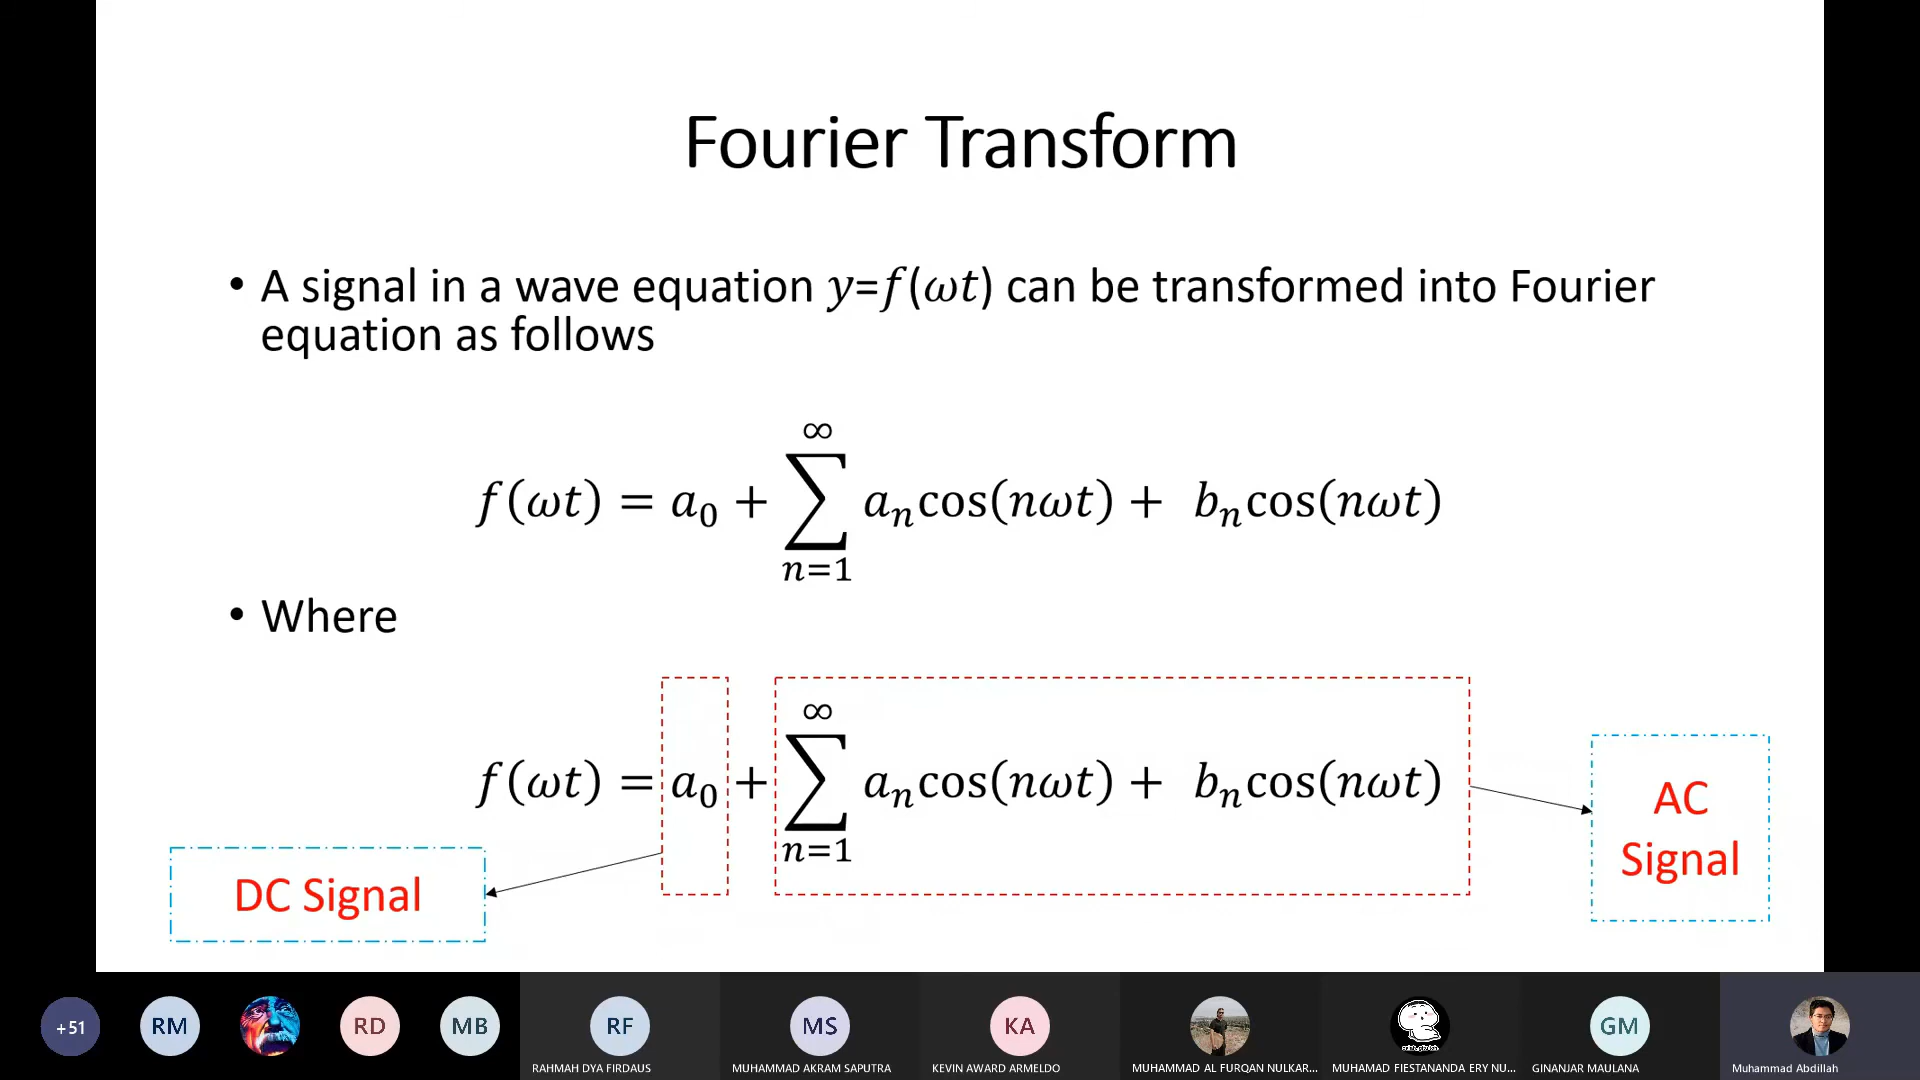 Fourier Transform
• A signal in a wave equation y=f(ωt) can be transformed into Fourier
equation as follows
∞
f(ωt) = a₀ + ∑ aₙcos(nωt) + bₙcos(nωt)
n=1
• Where
∞
f(ωt) = a₀ + ∑ aₙcos(nωt) + bₙcos(nωt)
n=1
AC
Signal
DC Signal
+51
RM
RD
MB
RF
MS
KA
GM
RAHMAH DYA FIRDAUS
MUHAMMAD AKRAM SAPUTRA
KEVIN AWARD ARMELDO
MUHAMMAD AL FURQAN NULKAR...
MUHAMAD FIESTANANDA ERY NU...
GINANJAR MAULANA
Muhammad Abdillah